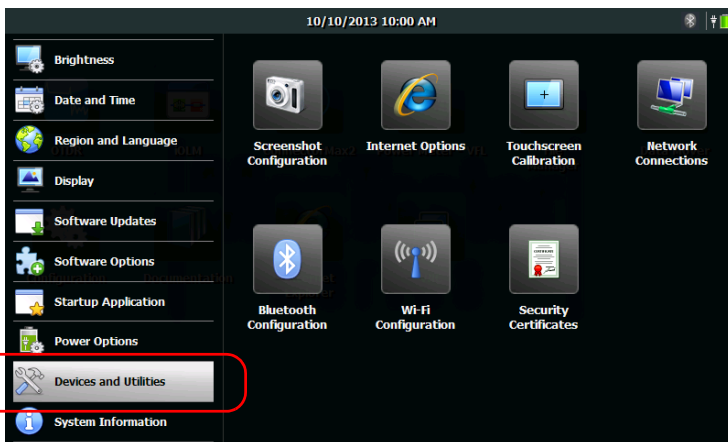 10/10/2013 10:00 AM
Brightness
Date and Time
Region and Language
Display
Software Updates
Software Options
Startup Application
Power Options
Devices and Utilities
System Information
Screenshot
Configuration
Internet Options
Touchscreen
Calibration
Network
Connections
Bluetooth
Configuration
Wi-Fi
Configuration
Security
Certificates